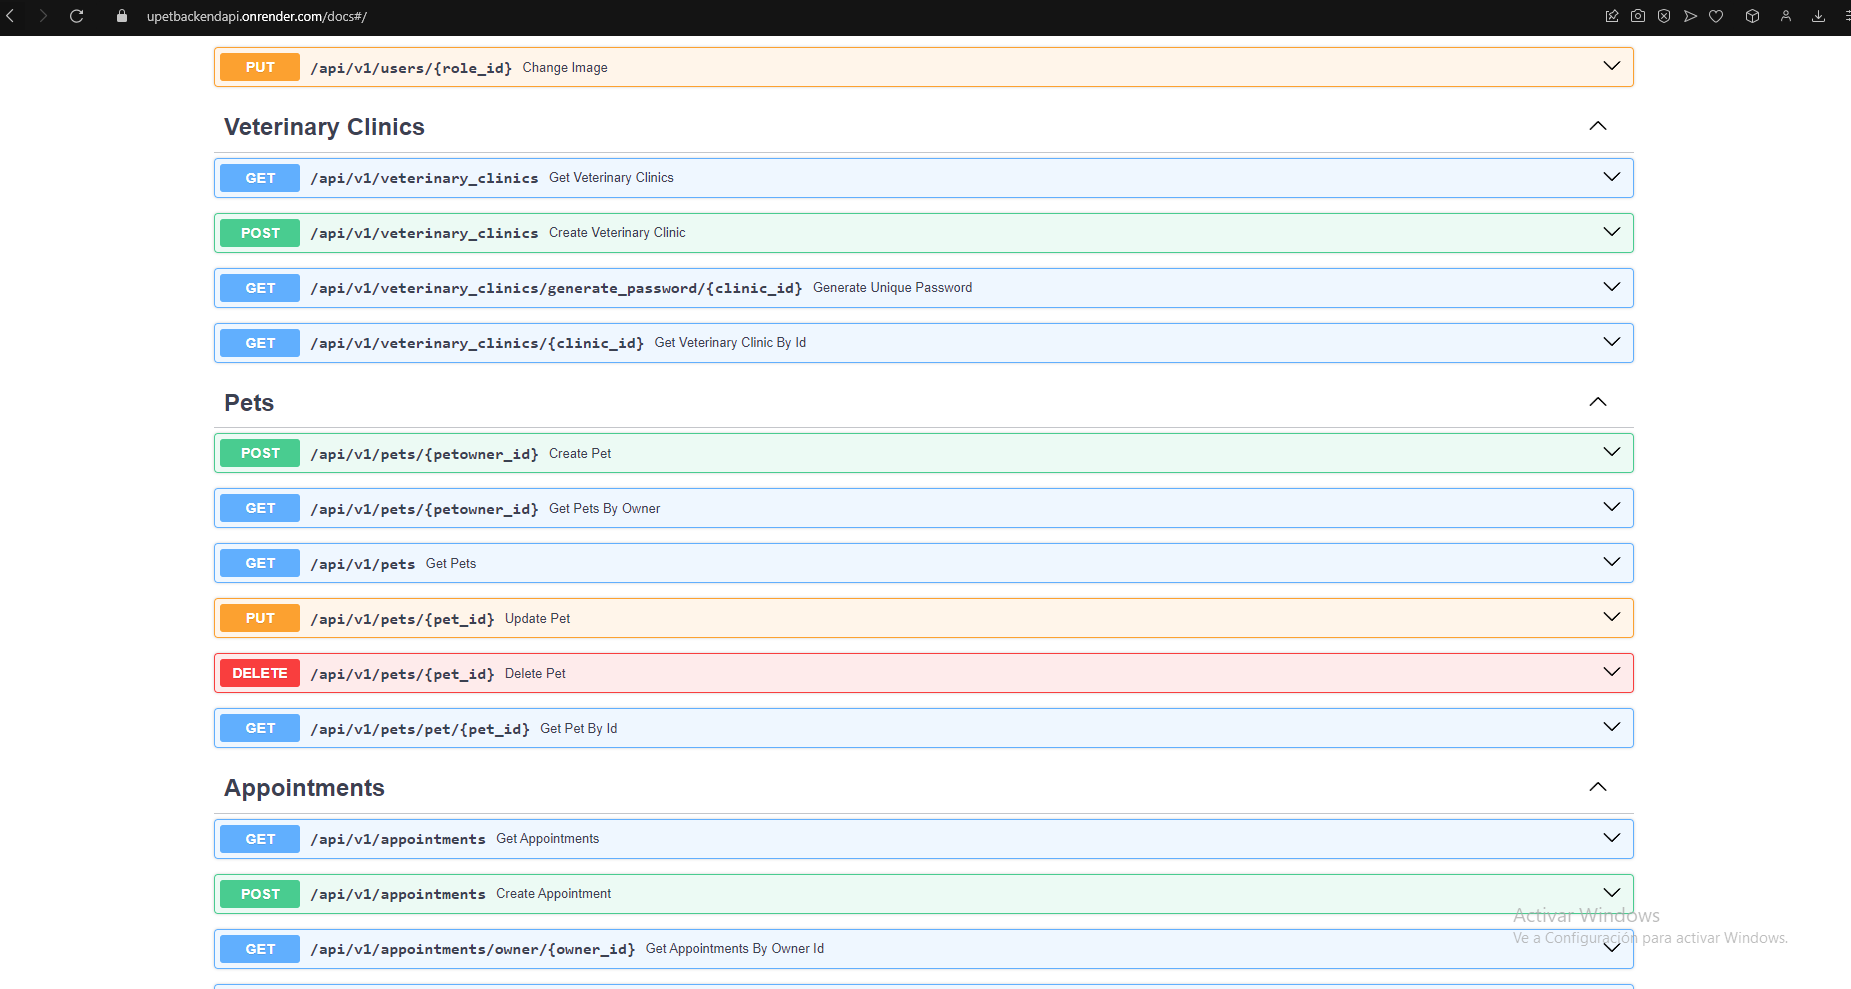 upetbackendapi.onrender.com/docs#/
PUT /api/v1/users/{role_id} Change Image
Veterinary Clinics
GET /api/v1/veterinary_clinics Get Veterinary Clinics
POST /api/v1/veterinary_clinics Create Veterinary Clinic
GET /api/v1/veterinary_clinics/generate_password/{clinic_id} Generate Unique Password
GET /api/v1/veterinary_clinics/{clinic_id} Get Veterinary Clinic By Id
Pets
POST /api/v1/pets/{petowner_id} Create Pet
GET /api/v1/pets/{petowner_id} Get Pets By Owner
GET /api/v1/pets Get Pets
PUT /api/v1/pets/{pet_id} Update Pet
DELETE /api/v1/pets/{pet_id} Delete Pet
GET /api/v1/pets/pet/{pet_id} Get Pet By Id
Appointments
GET /api/v1/appointments Get Appointments
POST /api/v1/appointments Create Appointment
Activar Windows
Ve a Configuración para activar Windows.
GET /api/v1/appointments/owner/{owner_id} Get Appointments By Owner Id